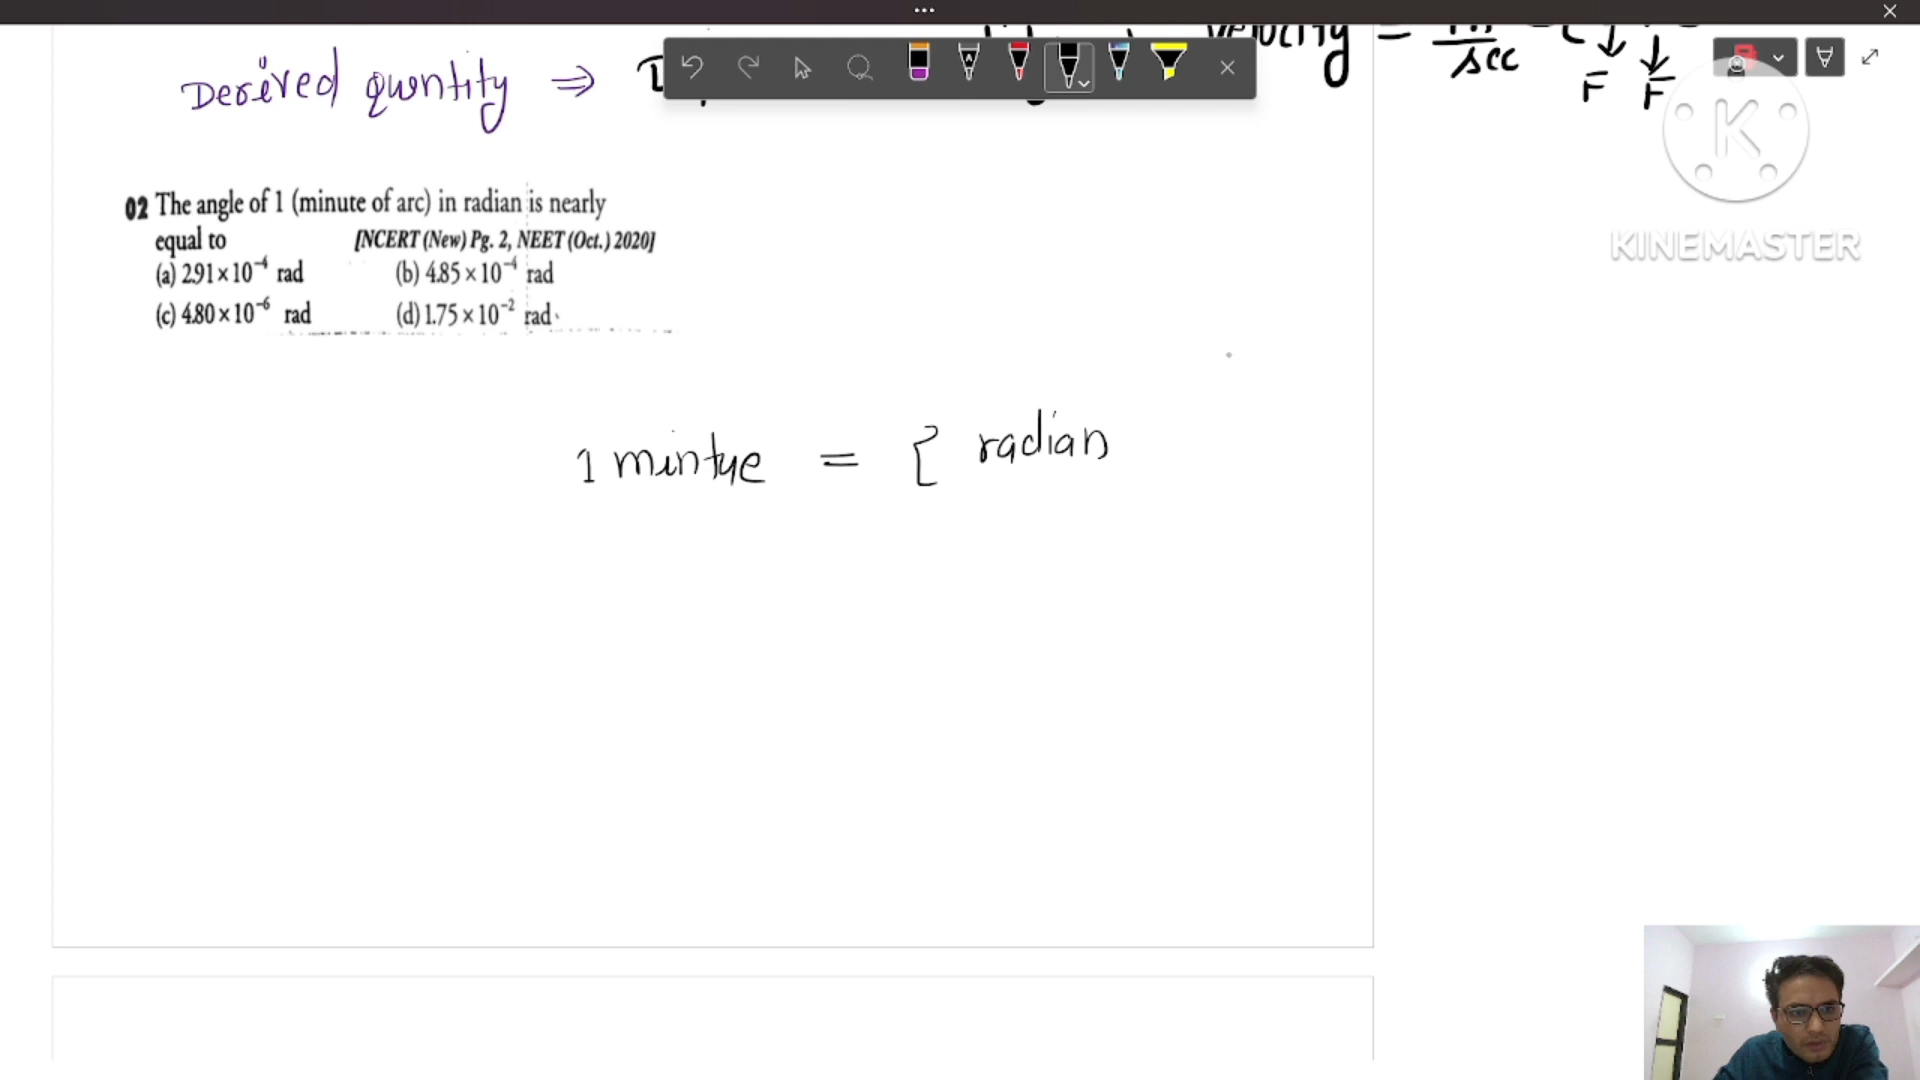 velocity = m/sec
Derived quantity ⇒
F F
02 The angle of 1 (minute of arc) in radian is nearly
equal to [NCERT (New) Pg. 2, NEET (Oct.) 2020]
(a) 2.91 × 10⁻⁴ rad (b) 4.85 × 10⁻⁴ rad
(c) 4.80 × 10⁻⁶ rad (d) 1.75 × 10⁻² rad
1 mintue = [ radian
K
KINEMASTER